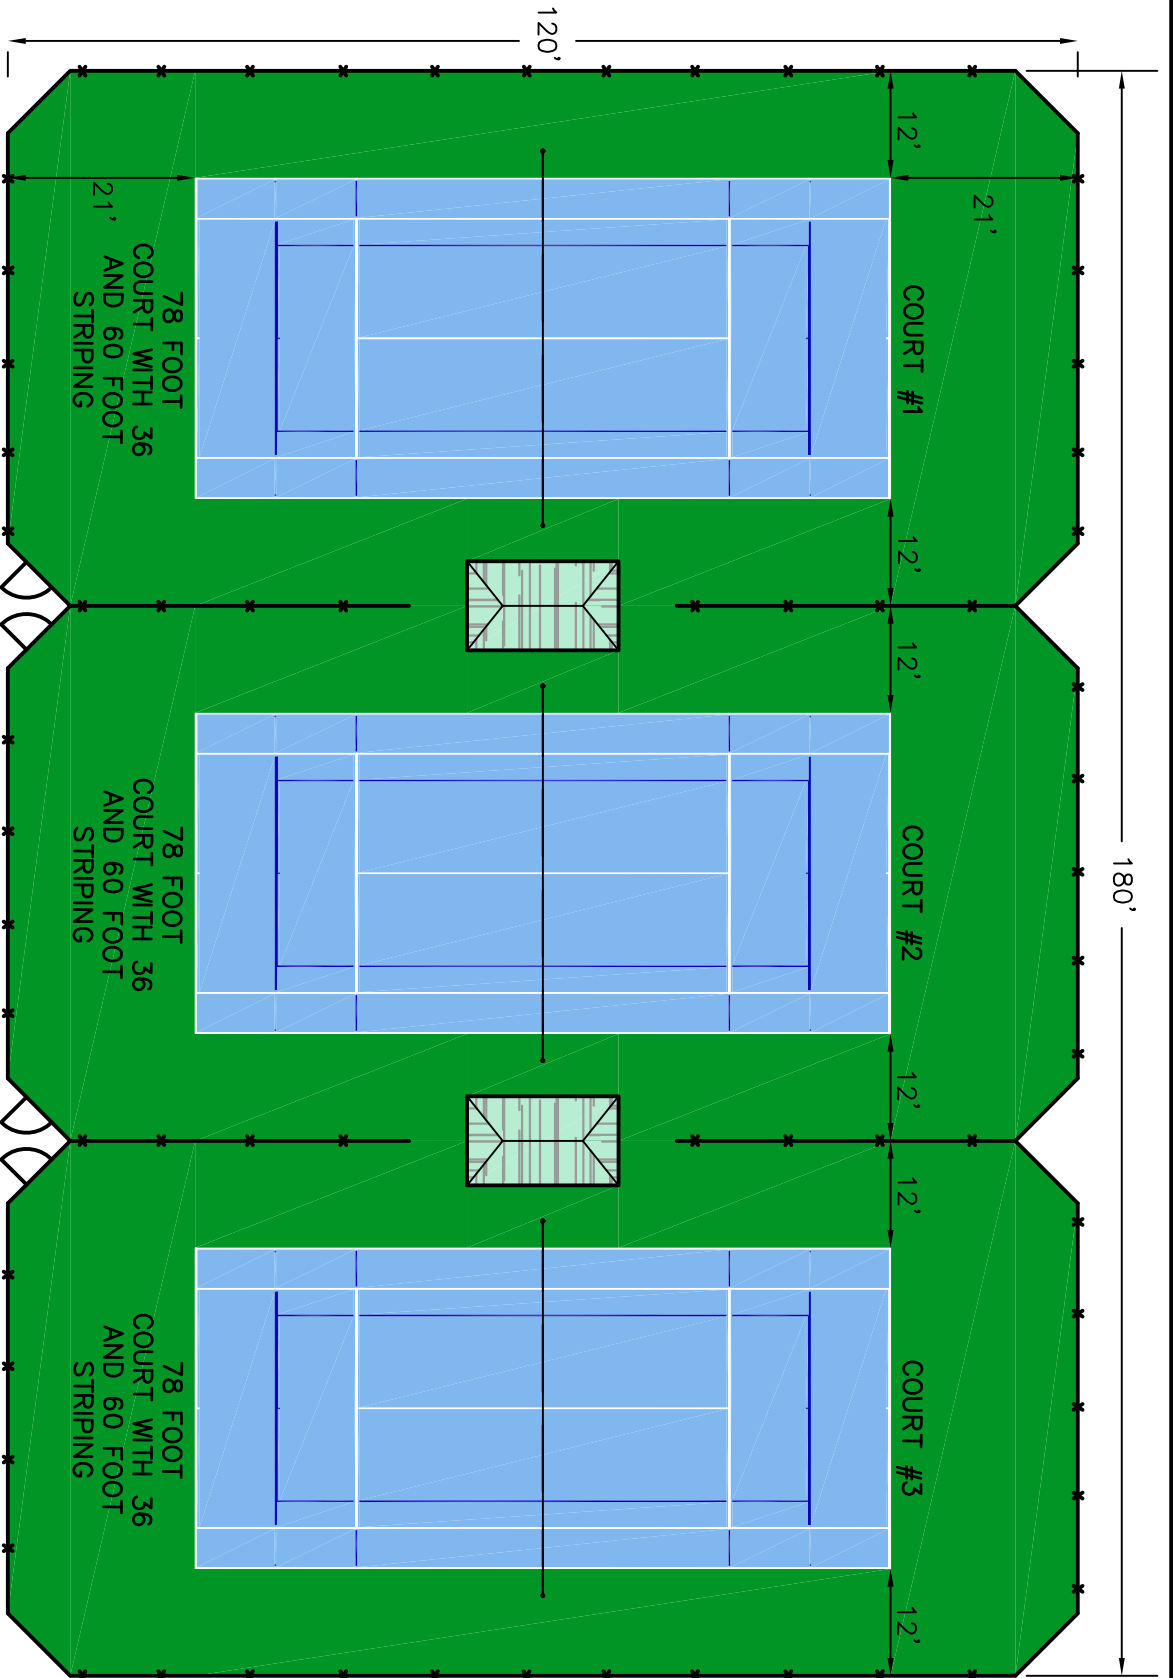 180'
120'
12'
21'
12'
12'
12'
12'
12'
21'
COURT #1
COURT #2
COURT #3
78 FOOT
COURT WITH 36
AND 60 FOOT
STRIPING
78 FOOT
COURT WITH 36
AND 60 FOOT
STRIPING
78 FOOT
COURT WITH 36
AND 60 FOOT
STRIPING